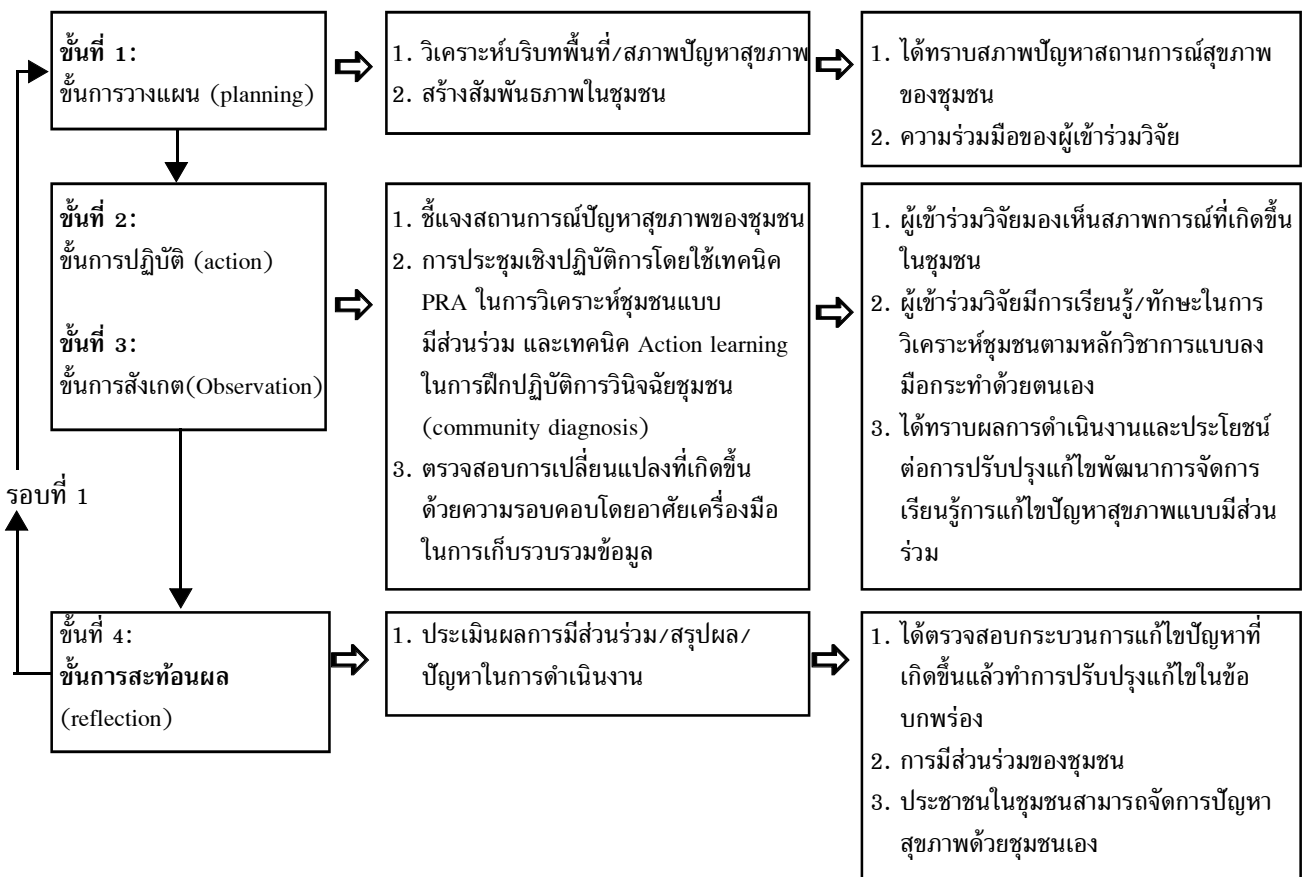 ขั้นที่ 1:
ขั้นการวางแผน (planning)
1. วิเคราะห์บริบทพื้นที่/สภาพปัญหาสุขภาพ
2. สร้างสัมพันธภาพในชุมชน
1. ได้ทราบสภาพปัญหาสถานการณ์สุขภาพ
ของชุมชน
2. ความร่วมมือของผู้เข้าร่วมวิจัย
ขั้นที่ 2:
ขั้นการปฏิบัติ (action)
ขั้นที่ 3:
ขั้นการสังเกต(Observation)
1. ชี้แจงสถานการณ์ปัญหาสุขภาพของชุมชน
2. การประชุมเชิงปฏิบัติการโดยใช้เทคนิค
PRA ในการวิเคราะห์ชุมชนแบบ
มีส่วนร่วม และเทคนิค Action learning
ในการฝึกปฏิบัติการวินิจฉัยชุมชน
(community diagnosis)
3. ตรวจสอบการเปลี่ยนแปลงที่เกิดขึ้น
ด้วยความรอบคอบโดยอาศัยเครื่องมือ
ในการเก็บรวบรวมข้อมูล
1. ผู้เข้าร่วมวิจัยมองเห็นสภาพการณ์ที่เกิดขึ้น
ในชุมชน
2. ผู้เข้าร่วมวิจัยมีการเรียนรู้/ทักษะในการ
วิเคราะห์ชุมชนตามหลักวิชาการแบบลง
มือกระทำด้วยตนเอง
3. ได้ทราบผลการดำเนินงานและประโยชน์
ต่อการปรับปรุงแก้ไขพัฒนาการจัดการ
เรียนรู้การแก้ไขปัญหาสุขภาพแบบมีส่วน
ร่วม
รอบที่ 1
ขั้นที่ 4:
ขั้นการสะท้อนผล
(reflection)
1. ประเมินผลการมีส่วนร่วม/สรุปผล/
ปัญหาในการดำเนินงาน
1. ได้ตรวจสอบกระบวนการแก้ไขปัญหาที่
เกิดขึ้นแล้วทำการปรับปรุงแก้ไขในข้อ
บกพร่อง
2. การมีส่วนร่วมของชุมชน
3. ประชาชนในชุมชนสามารถจัดการปัญหา
สุขภาพด้วยชุมชนเอง